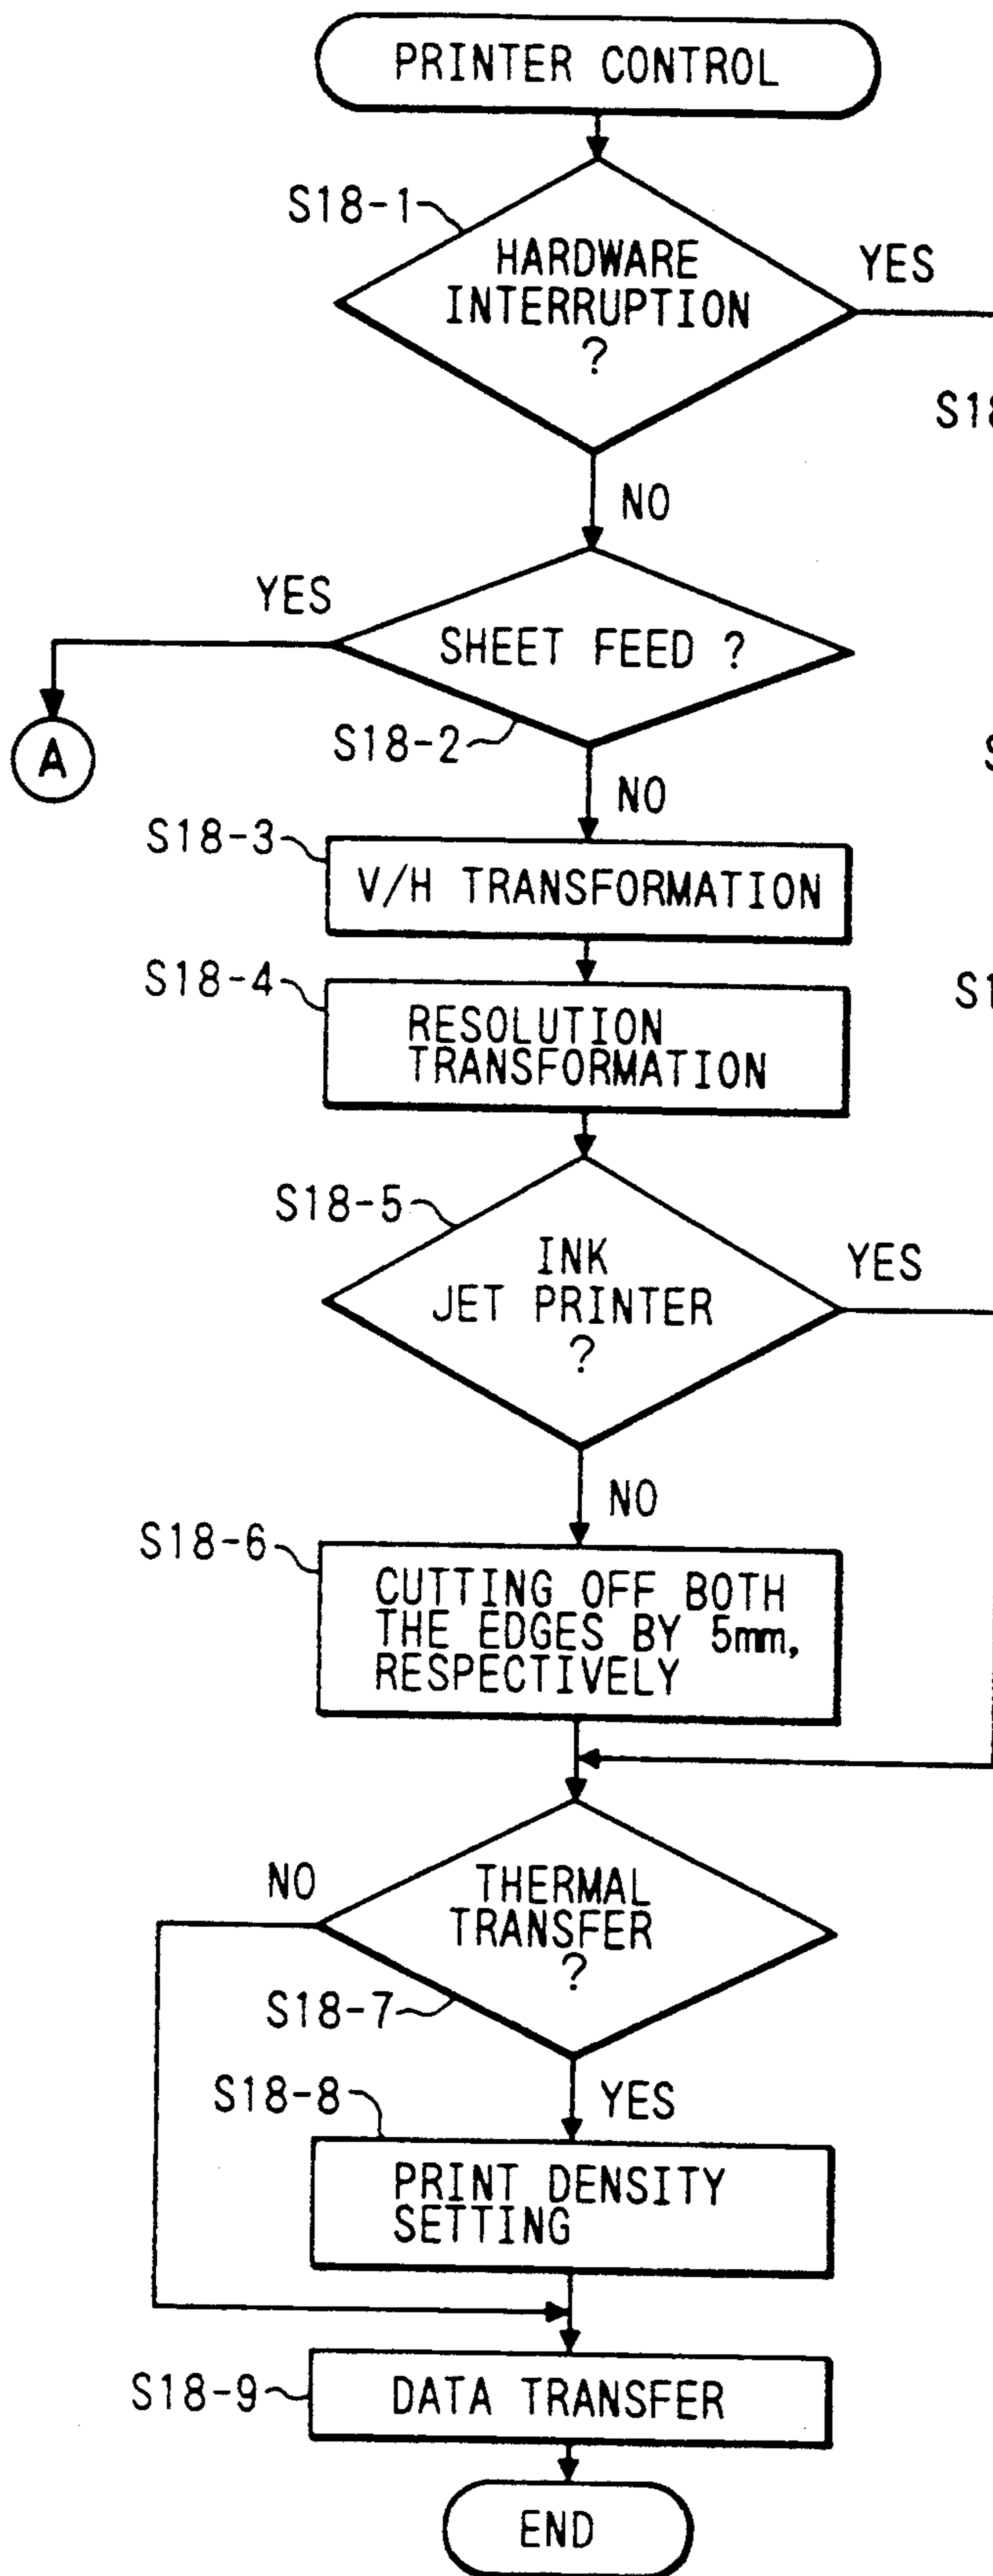 PRINTER CONTROL
S18-1
HARDWARE
INTERRUPTION
?
YES
S18
NO
YES
SHEET FEED ?
S18-2
A
S
NO
S18-3
V/H TRANSFORMATION
S18-4
RESOLUTION
TRANSFORMATION
S1
S18-5
INK
JET PRINTER
?
YES
NO
S18-6
CUTTING OFF BOTH
THE EDGES BY 5mm,
RESPECTIVELY
NO
THERMAL
TRANSFER
?
S18-7
YES
S18-8
PRINT DENSITY
SETTING
S18-9
DATA TRANSFER
END